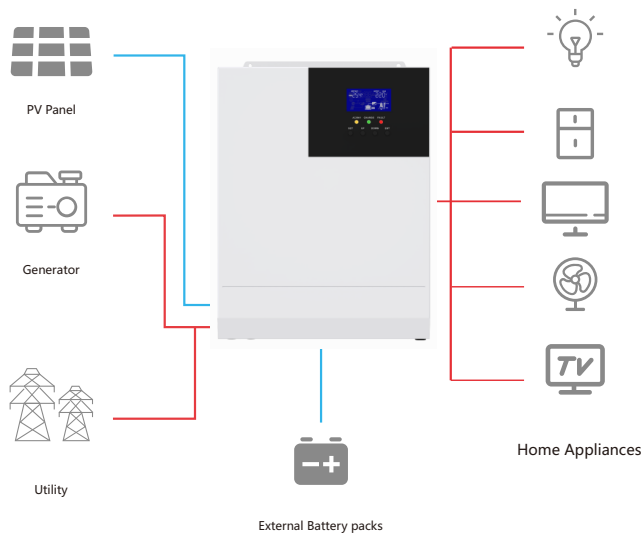 PV Panel
Generator
Utility
External Battery packs
TV
Home Appliances